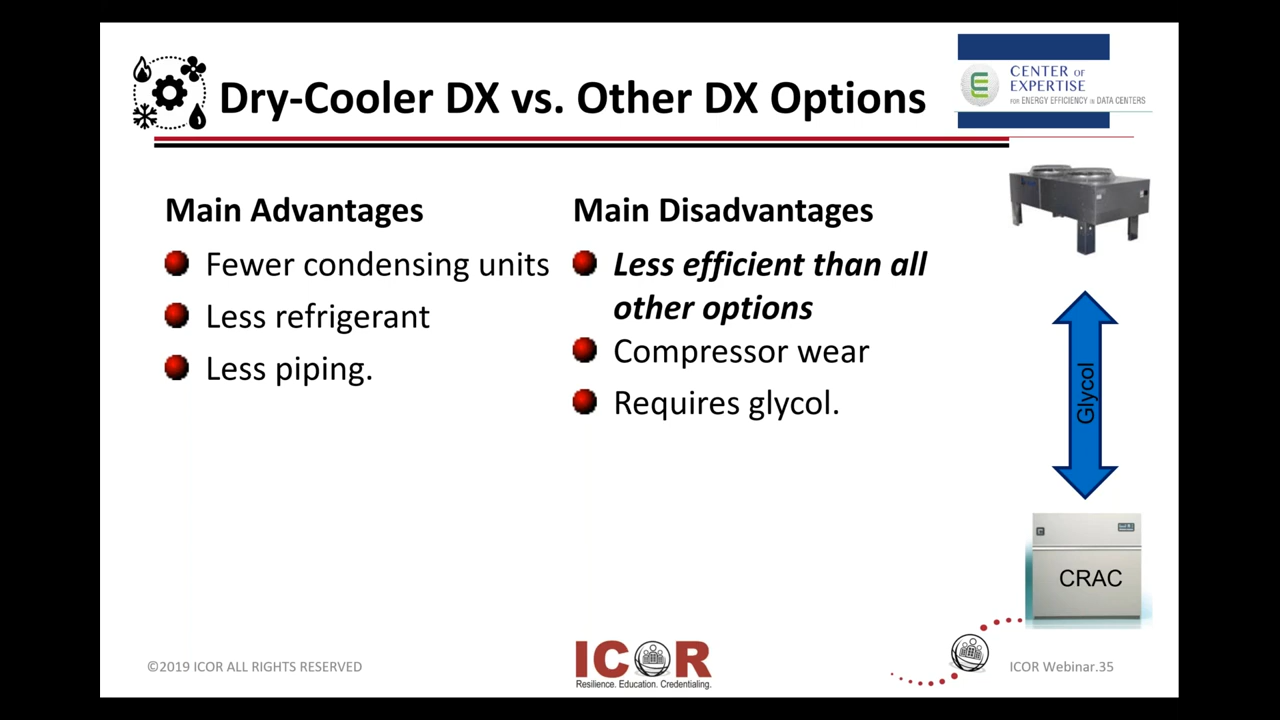 Dry-Cooler DX vs. Other DX Options
CENTER OF
EXPERTISE
FOR ENERGY EFFICIENCY IN DATA CENTERS
Main Advantages
Fewer condensing units
Less refrigerant
Less piping.
Main Disadvantages
Less efficient than all
other options
Compressor wear
Requires glycol.
Glycol
CRAC
©2019 ICOR ALL RIGHTS RESERVED
ICOR
Resilience. Education. Credentialing.
ICOR Webinar.35